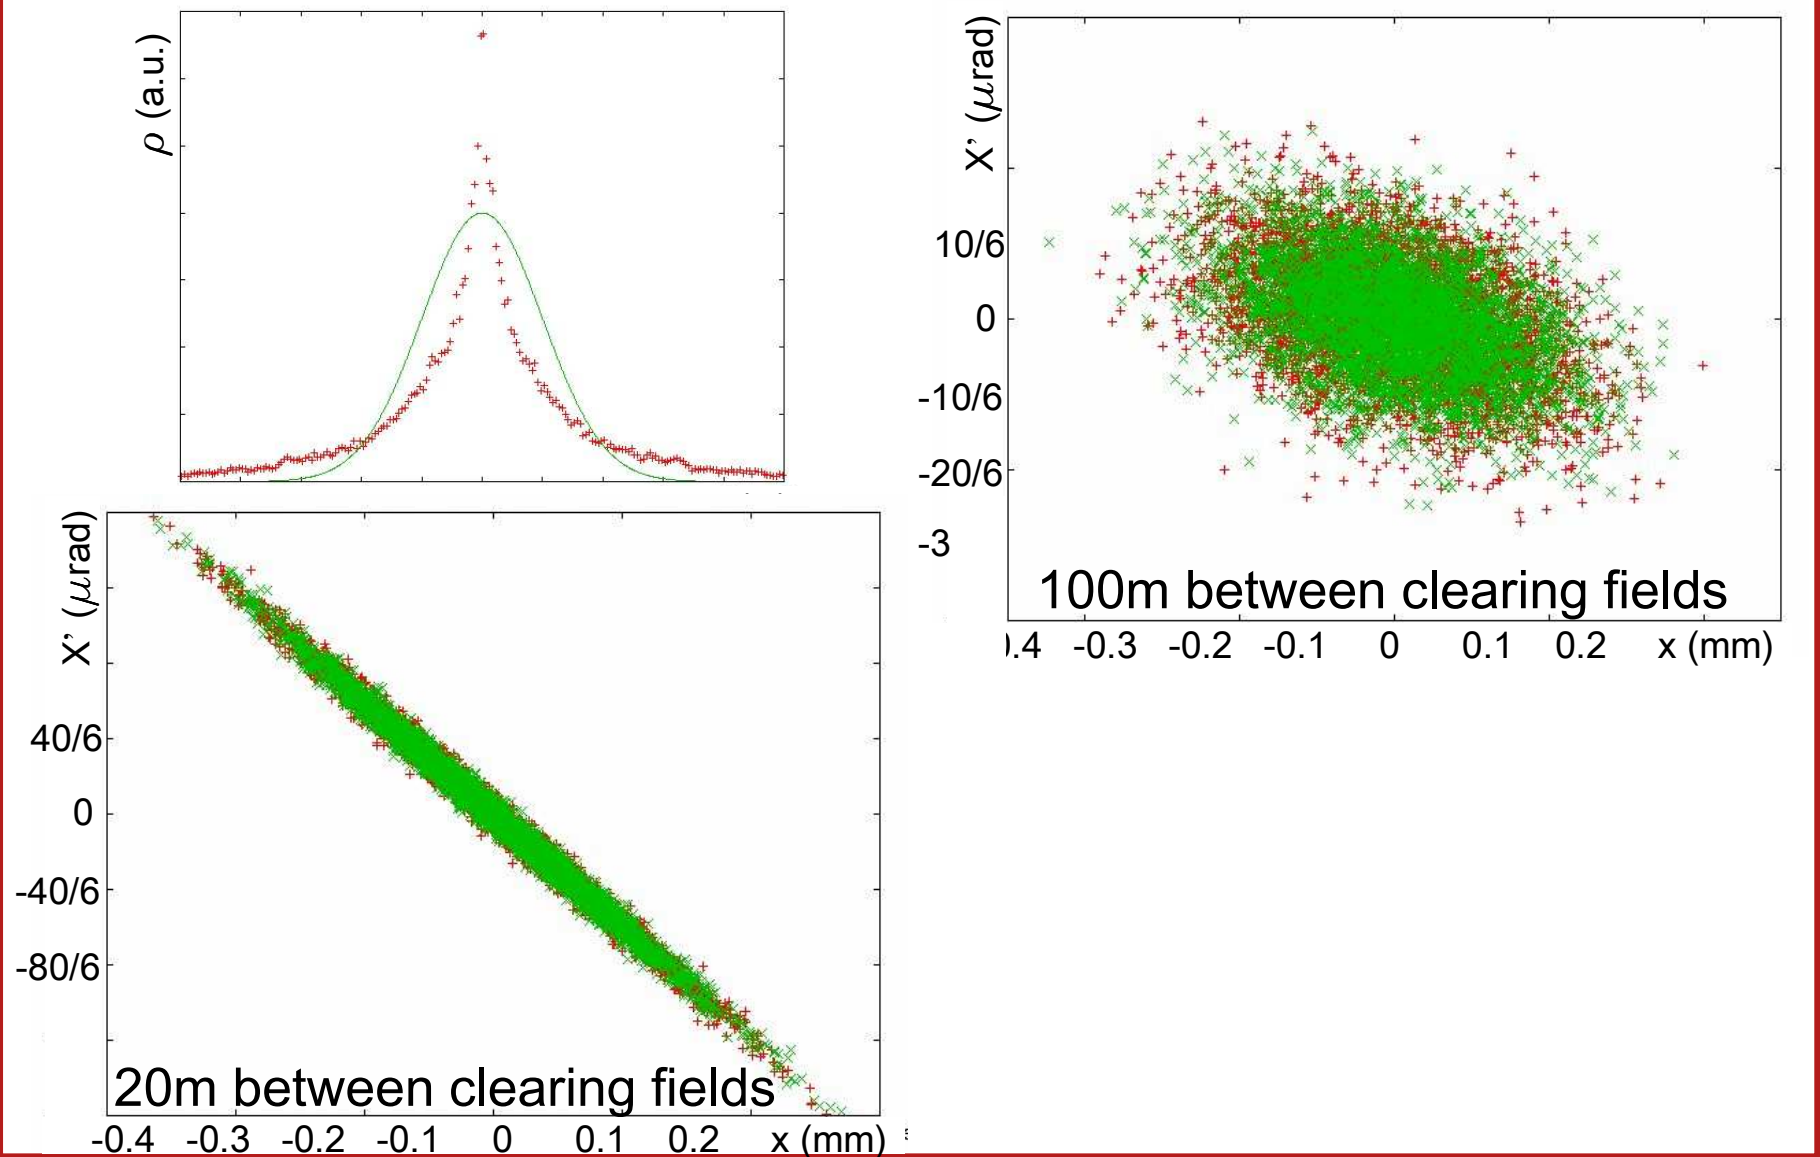 ρ (a.u.)
X' (μrad)
10/6
0
-10/6
-20/6
-3
100m between clearing fields
0.4 -0.3 -0.2 -0.1 0 0.1 0.2 x (mm)
X' (μrad)
40/6
0
-40/6
-80/6
20m between clearing fields
-0.4 -0.3 -0.2 -0.1 0 0.1 0.2 x (mm)